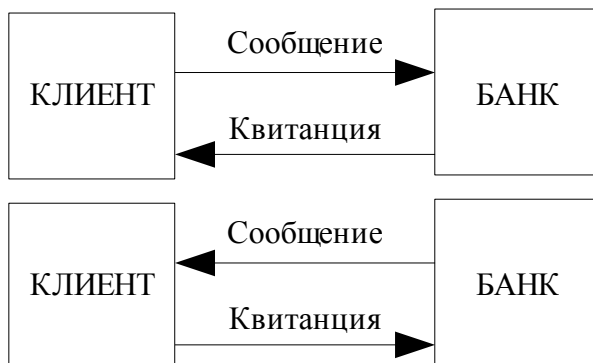 Сообщение
КЛИЕНТ
БАНК
Квитанция
Сообщение
КЛИЕНТ
БАНК
Квитанция